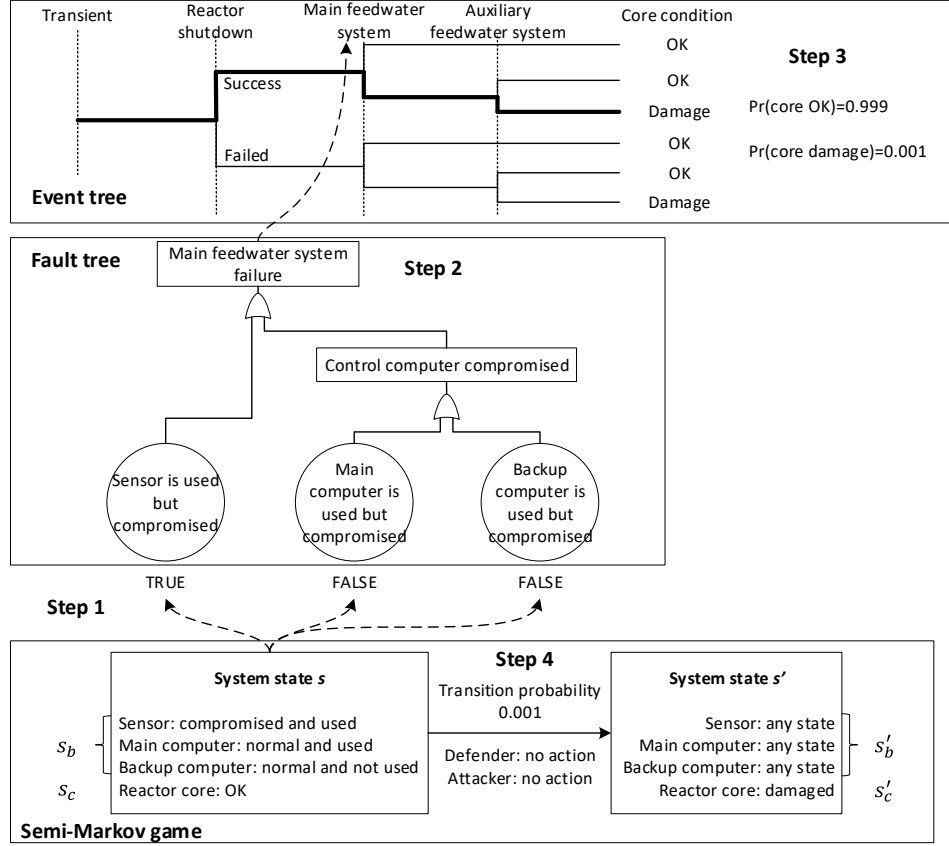 Transient
Reactor
shutdown
Main feedwater
system
Auxiliary
feedwater system
Core condition
OK
Step 3
Success
OK
Damage
Pr(core OK)=0.999
OK
Pr(core damage)=0.001
Failed
OK
Damage
Event tree
Fault tree
Main feedwater system
failure
Step 2
Control computer compromised
Sensor is used
but
compromised
Main
computer is
used but
compromised
Backup
computer is
used but
compromised
TRUE
FALSE
FALSE
Step 1
System state s
Sensor: compromised and used
Main computer: normal and used
Backup computer: normal and not used
Reactor core: OK
s_b
s_c
Step 4
Transition probability
0.001
Defender: no action
Attacker: no action
System state s′
Sensor: any state
Main computer: any state
Backup computer: any state
Reactor core: damaged
s′_b
s′_c
Semi-Markov game